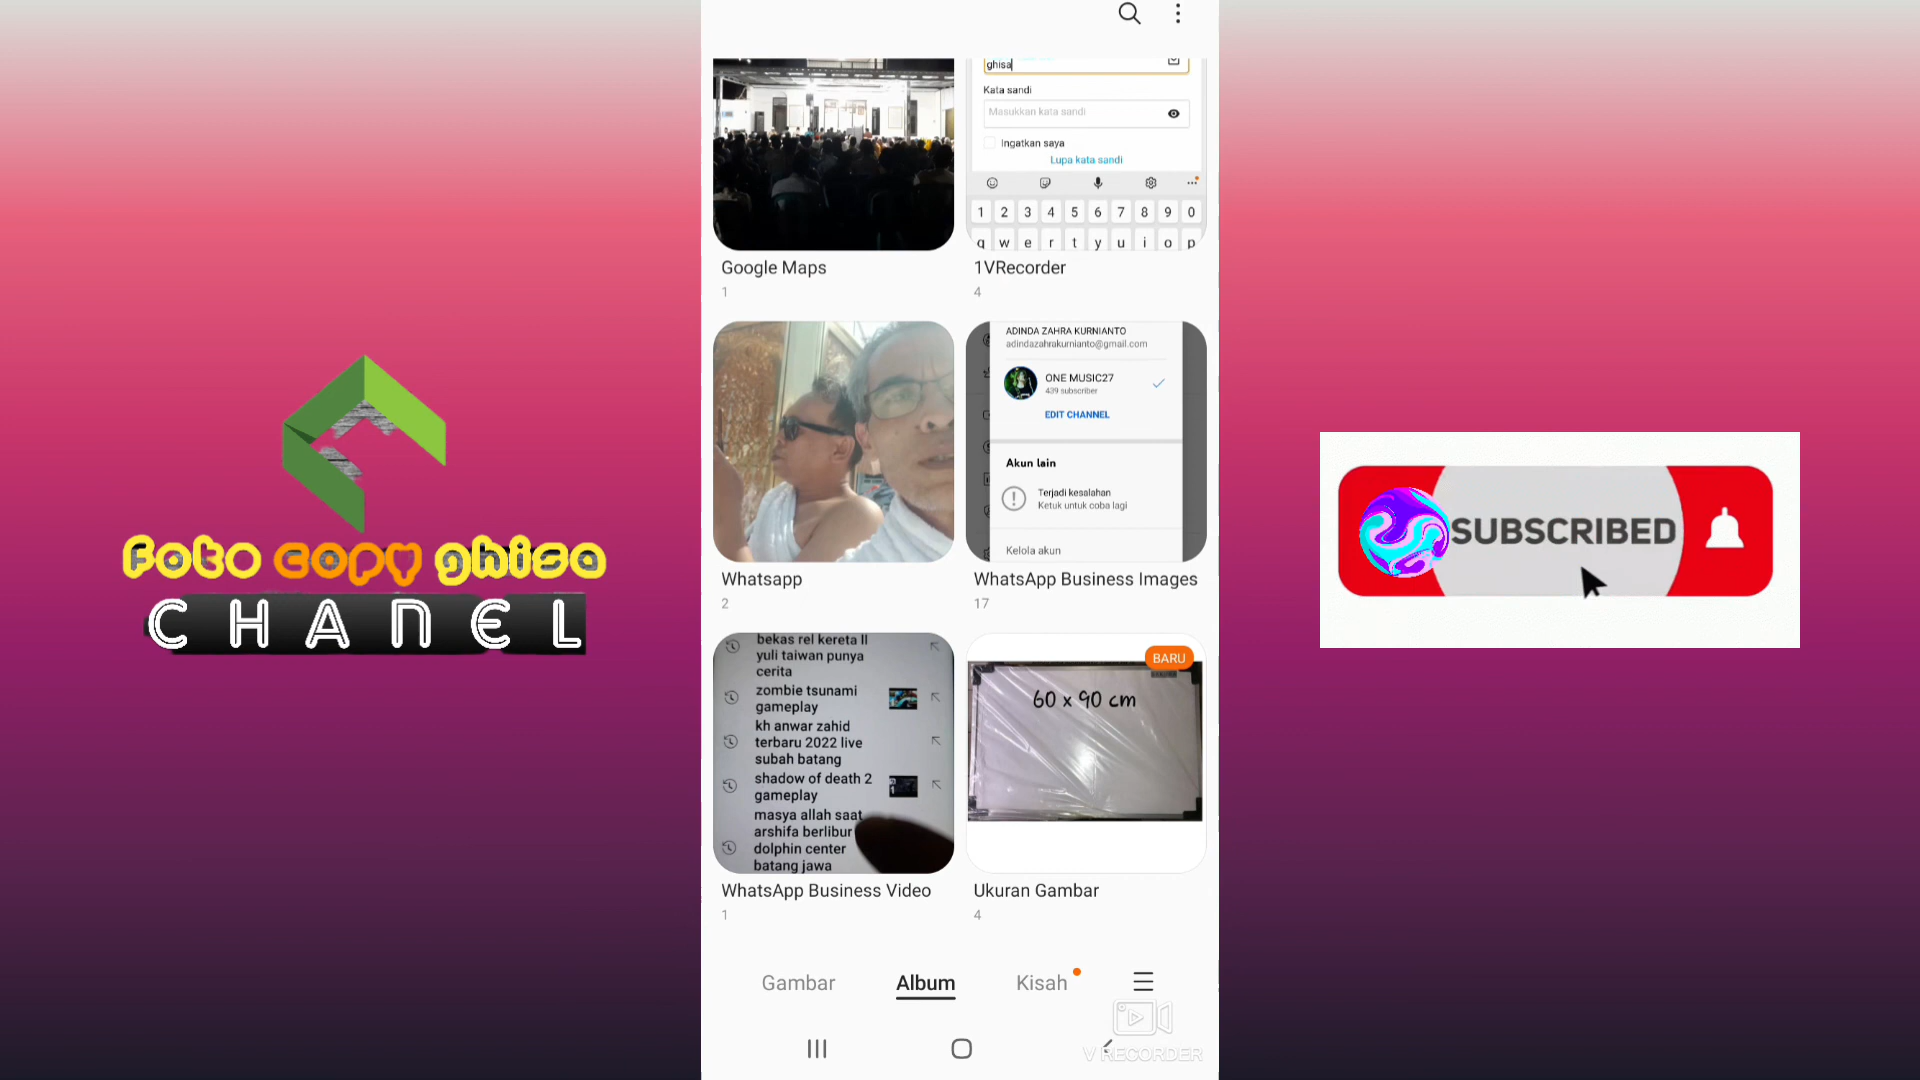 foto copy ghisa
CHANEL
ghisa
Kata sandi
Masukkan kata sandi
Ingatkan saya
Lupa kata sandi
1 2 3 4 5 6 7 8 9 0
q w e r t y u i o p
Google Maps
1
1VRecorder
4
ADINDA ZAHRA KURNIANTO
adindazahrakurnianto@gmail.com
ONE MUSIC27
439 subscriber
EDIT CHANNEL
Akun lain
Terjadi kesalahan
Ketuk untuk coba lagi
Kelola akun
Whatsapp
2
WhatsApp Business Images
17
bekas rel kereta ll
yuli taiwan punya
cerita
zombie tsunami
gameplay
kh anwar zahid
terbaru 2022 live
subah batang
shadow of death 2
gameplay
masya allah saat
arshifa berlibur
dolphin center
batang jawa
BARU
60 x 90 cm
WhatsApp Business Video
1
Ukuran Gambar
4
Gambar
Album
Kisah
V RECORDER
SUBSCRIBED